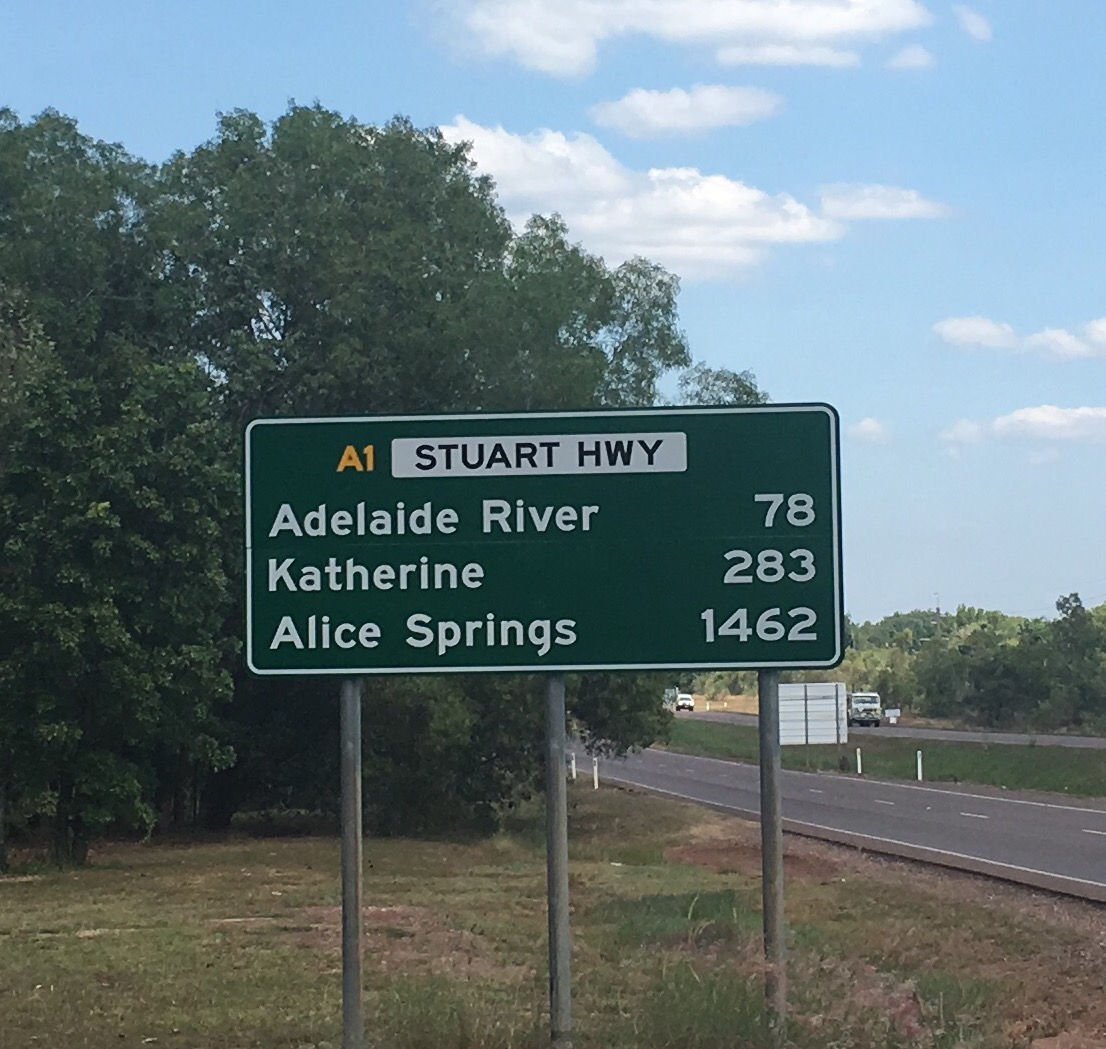 A1 STUART HWY
Adelaide River 78
Katherine 283
Alice Springs 1462